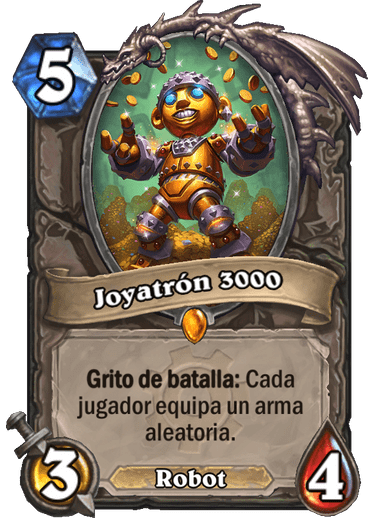 5
Joyatrón 3000
Grito de batalla: Cada
jugador equipa un arma
aleatoria.
3
Robot
4